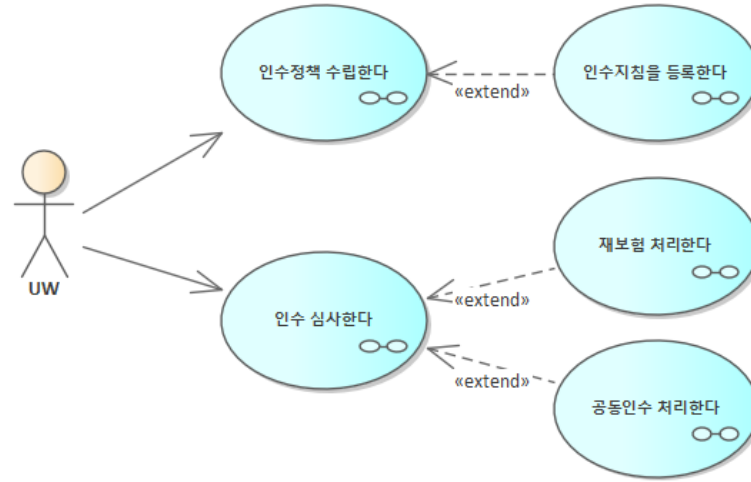 인수정책 수립한다
인수지침을 등록한다
«extend»
재보험 처리한다
UW
인수 심사한다
«extend»
«extend»
공동인수 처리한다